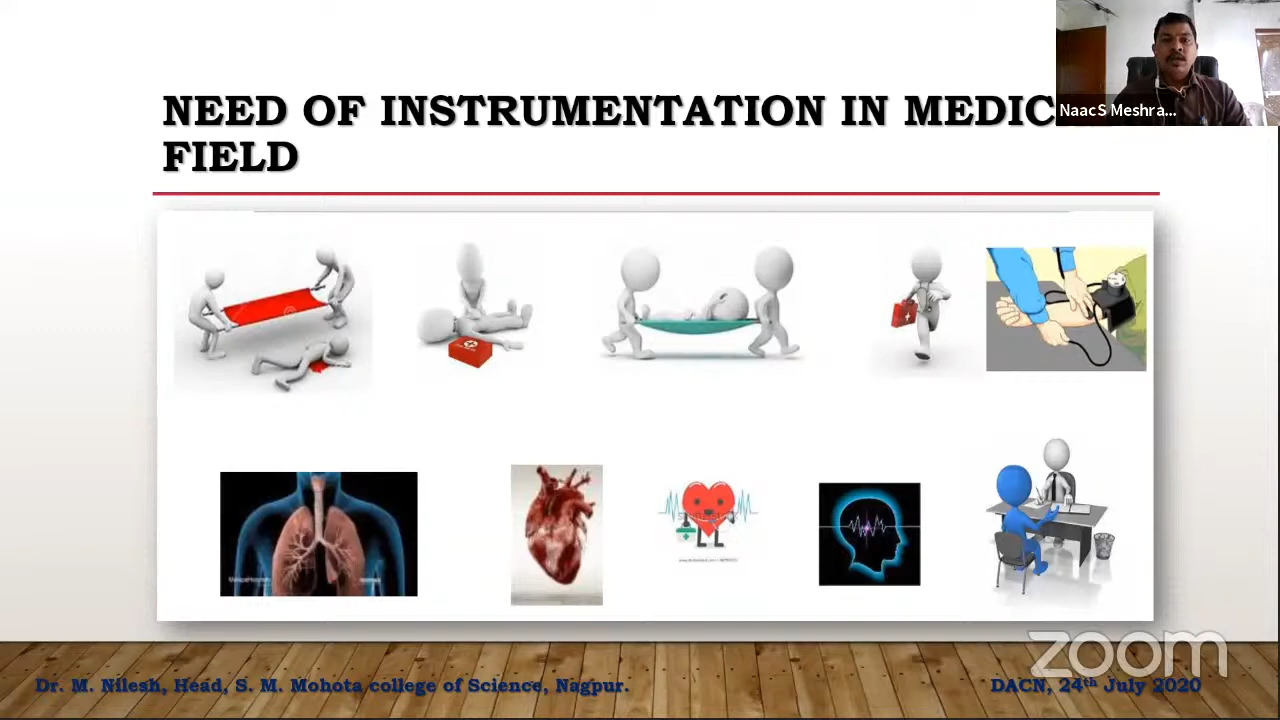 NEED OF INSTRUMENTATION IN MEDIC
FIELD
NaacS Meshra...
zoom
Dr. M. Nilesh, Head, S. M. Mohota college of Science, Nagpur.
DACN, 24th July 2020